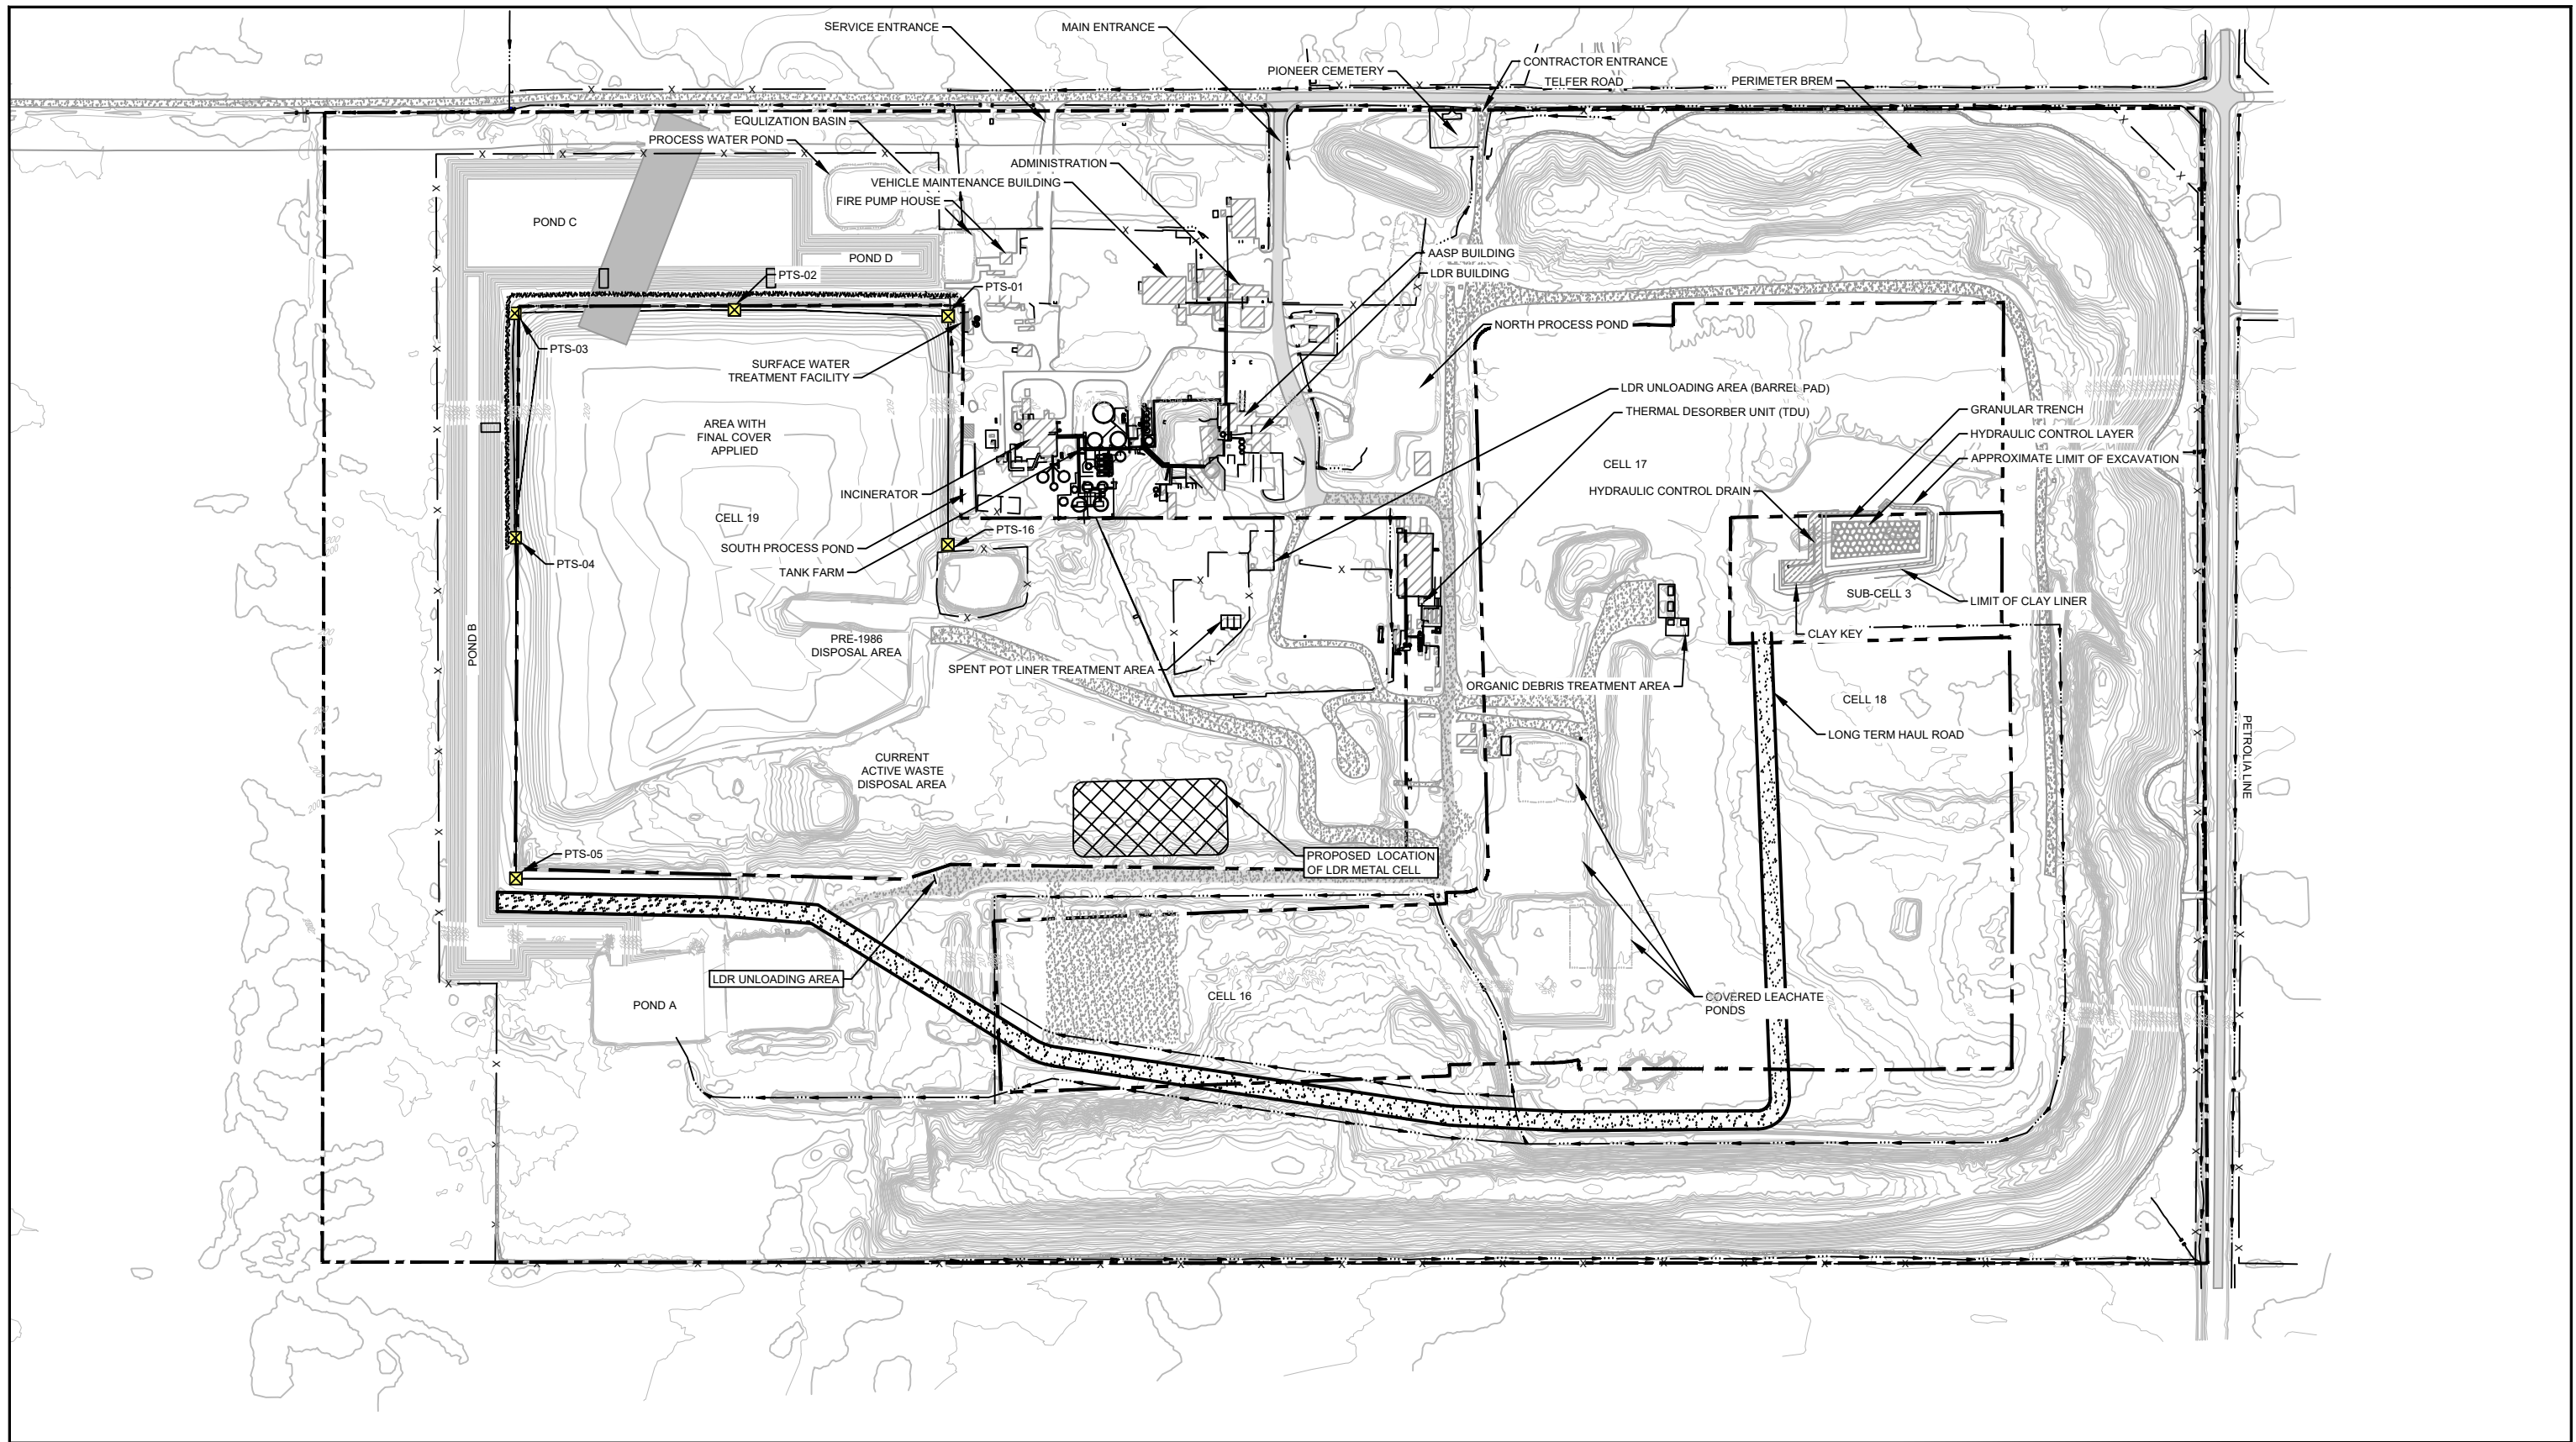 SERVICE ENTRANCE
MAIN ENTRANCE
CONTRACTOR ENTRANCE
PIONEER CEMETERY
TELFER ROAD
PERIMETER BREM
EQULIZATION BASIN
PROCESS WATER POND
ADMINISTRATION
VEHICLE MAINTENANCE BUILDING
FIRE PUMP HOUSE
POND C
POND D
AASP BUILDING
LDR BUILDING
PTS-02
PTS-01
NORTH PROCESS POND
PTS-03
SURFACE WATER
TREATMENT FACILITY
LDR UNLOADING AREA (BARREL PAD)
THERMAL DESORBER UNIT (TDU)
GRANULAR TRENCH
HYDRAULIC CONTROL LAYER
APPROXIMATE LIMIT OF EXCAVATION
AREA WITH
FINAL COVER
APPLIED
CELL 17
HYDRAULIC CONTROL DRAIN
INCINERATOR
CELL 19
PTS-16
SOUTH PROCESS POND
PTS-04
TANK FARM
SUB-CELL 3
LIMIT OF CLAY LINER
CLAY KEY
POND B
PRE-1986
DISPOSAL AREA
SPENT POT LINER TREATMENT AREA
ORGANIC DEBRIS TREATMENT AREA
CELL 18
LONG TERM HAUL ROAD
PETROLIA LINE
CURRENT
ACTIVE WASTE
DISPOSAL AREA
PTS-05
PROPOSED LOCATION
OF LDR METAL CELL
LDR UNLOADING AREA
POND A
CELL 16
COVERED LEACHATE
PONDS